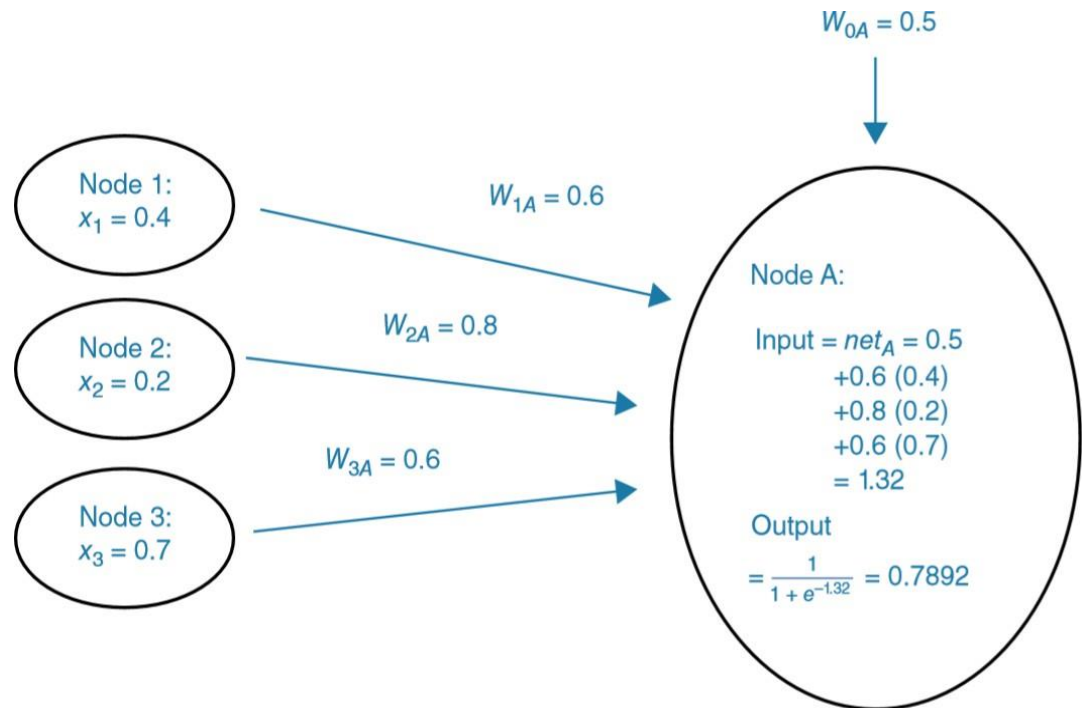 W0A = 0.5
Node 1:
x1 = 0.4
W1A = 0.6
Node 2:
x2 = 0.2
W2A = 0.8
Node 3:
x3 = 0.7
W3A = 0.6
Node A:
Input = netA = 0.5
+0.6 (0.4)
+0.8 (0.2)
+0.6 (0.7)
= 1.32
Output
= 1 / 1 + e^−1.32 = 0.7892